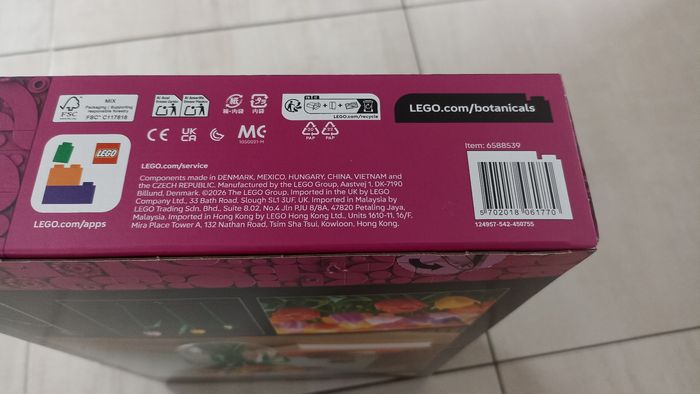 FSC
MIX
Packaging | Supporting responsible forestry
FSC® C117818
LEGO.com/recycle
LEGO.com/botanicals
CE
UK
CA
MC
20
PAP
22
PAP
LEGO
LEGO.com/apps
LEGO.com/service
Components made in DENMARK, MEXICO, HUNGARY, CHINA, VIETNAM and
the CZECH REPUBLIC. Manufactured by the LEGO Group, Aastvej 1, DK-7190
Billund, Denmark. ©2026 The LEGO Group. Imported in the UK by LEGO
Company Ltd., 33 Bath Road, Slough SL1 3UF, UK. Imported in Malaysia by
LEGO Trading Sdn. Bhd., Suite 8.02, No.4 Jln PJU 8/8A, 47820 Petaling Jaya,
Malaysia. Imported in Hong Kong by LEGO Hong Kong Ltd., Units 1610-11, 16/F,
Mira Place Tower A, 132 Nathan Road, Tsim Sha Tsui, Kowloon, Hong Kong.
Item: 6588539
5 702018 061770
124957-542-450755